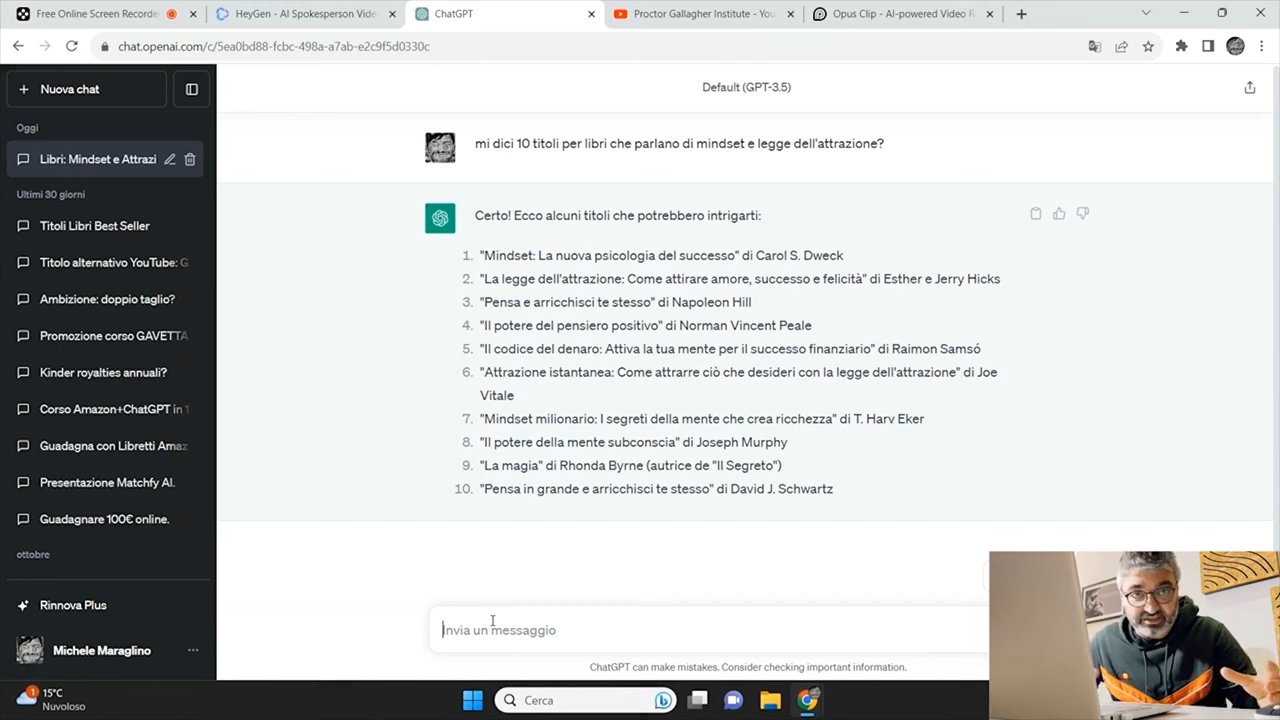 Free Online Screen Recorde
HeyGen - AI Spokesperson Vide
ChatGPT
Proctor Gallagher Institute - You
Opus Clip - AI-powered Video R
chat.openai.com/c/5ea0bd88-fcbc-498a-a7ab-e2c9f5d0330c
Nuova chat
Default (GPT-3.5)
Oggi
Libri: Mindset e Attrazi
Ultimi 30 giorni
Titoli Libri Best Seller
Titolo alternativo YouTube: G
Ambizione: doppio taglio?
Promozione corso GAVETTA
Kinder royalties annuali?
Corso Amazon+ChatGPT in 1
Guadagna con Libretti Amaz
Presentazione Matchfy AI.
Guadagnare 100€ online.
ottobre
Rinnova Plus
Michele Maraglino
mi dici 10 titoli per libri che parlano di mindset e legge dell'attrazione?
Certo! Ecco alcuni titoli che potrebbero intrigarti:
1. "Mindset: La nuova psicologia del successo" di Carol S. Dweck
2. "La legge dell'attrazione: Come attirare amore, successo e felicità" di Esther e Jerry Hicks
3. "Pensa e arricchisci te stesso" di Napoleon Hill
4. "Il potere del pensiero positivo" di Norman Vincent Peale
5. "Il codice del denaro: Attiva la tua mente per il successo finanziario" di Raimon Samsó
6. "Attrazione istantanea: Come attrarre ciò che desideri con la legge dell'attrazione" di Joe
Vitale
7. "Mindset milionario: I segreti della mente che crea ricchezza" di T. Harv Eker
8. "Il potere della mente subconscia" di Joseph Murphy
9. "La magia" di Rhonda Byrne (autrice de "Il Segreto")
10. "Pensa in grande e arricchisci te stesso" di David J. Schwartz
Invia un messaggio
ChatGPT can make mistakes. Consider checking important information.
1
15°C
Nuvoloso
Cerca